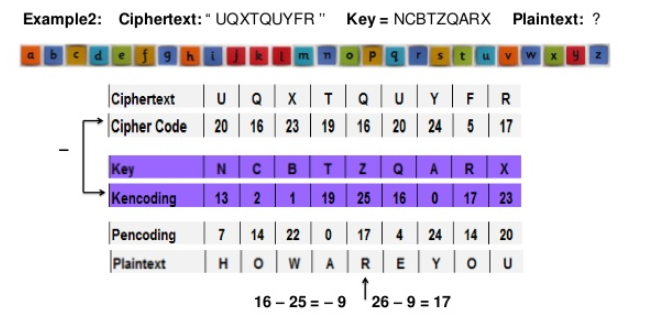 Example2: Ciphertext: “ UQXTQUYFR ” Key = NCBTZQARX Plaintext: ?
a b c d e f g h i j k l m n o p q r s t u v w x y z
Ciphertext U Q X T Q U Y F R
Cipher Code 20 16 23 19 16 20 24 5 17
–
Key N C B T Z Q A R X
Kencoding 13 2 1 19 25 16 0 17 23
Pencoding 7 14 22 0 17 4 24 14 20
Plaintext H O W A R E Y O U
16 – 25 = – 9 26 – 9 = 17